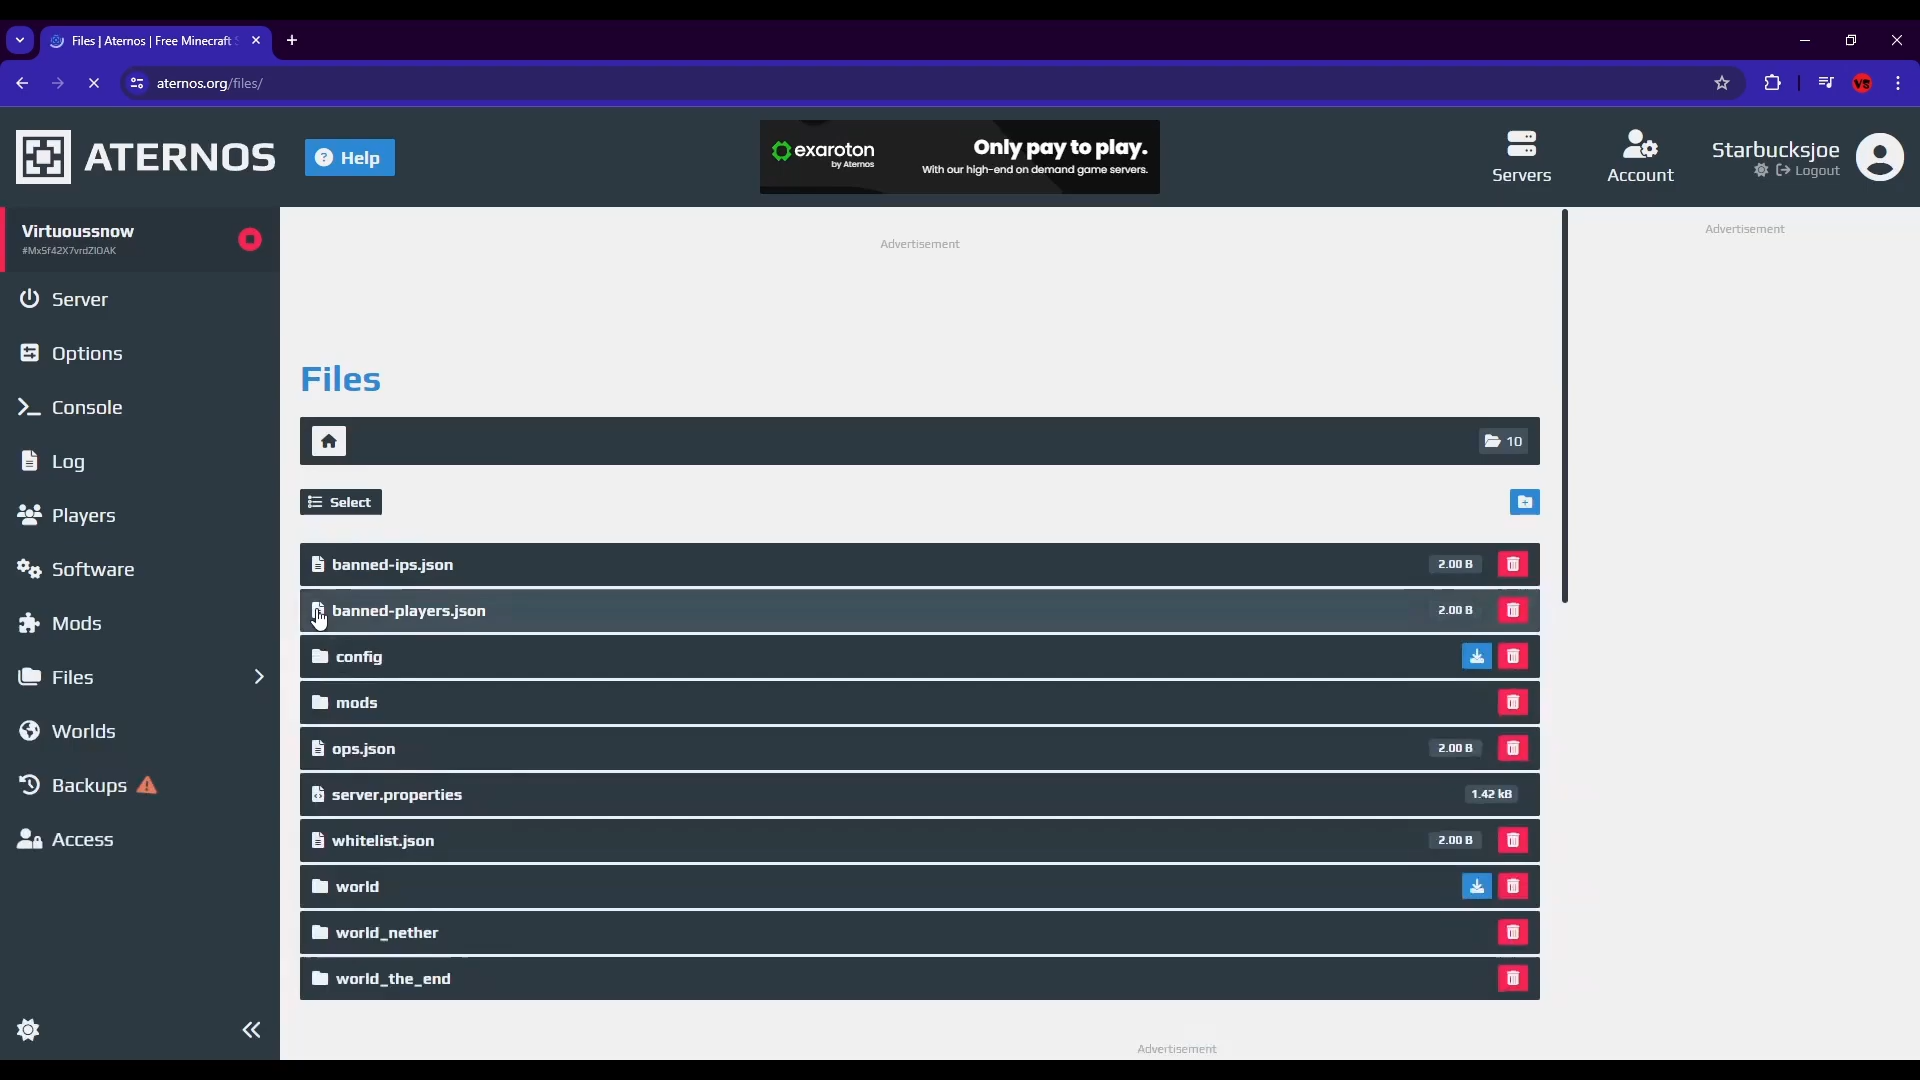 Files | Aternos | Free Minecraft S
aternos.org/files/
VS
ATERNOS
Help
exaroton
by Aternos
Only pay to play.
With our high-end on demand game servers.
Servers
Account
Starbucksjoe
Logout
Virtuoussnow
Server
Options
Console
Log
Players
Software
Mods
Files
Worlds
Backups
Access
Advertisement
Advertisement
Files
10
Select
banned-ips.json
2.00 B
banned-players.json
2.00 B
config
mods
ops.json
2.00 B
server.properties
1.42 kB
whitelist.json
2.00 B
world
world_nether
world_the_end
Advertisement